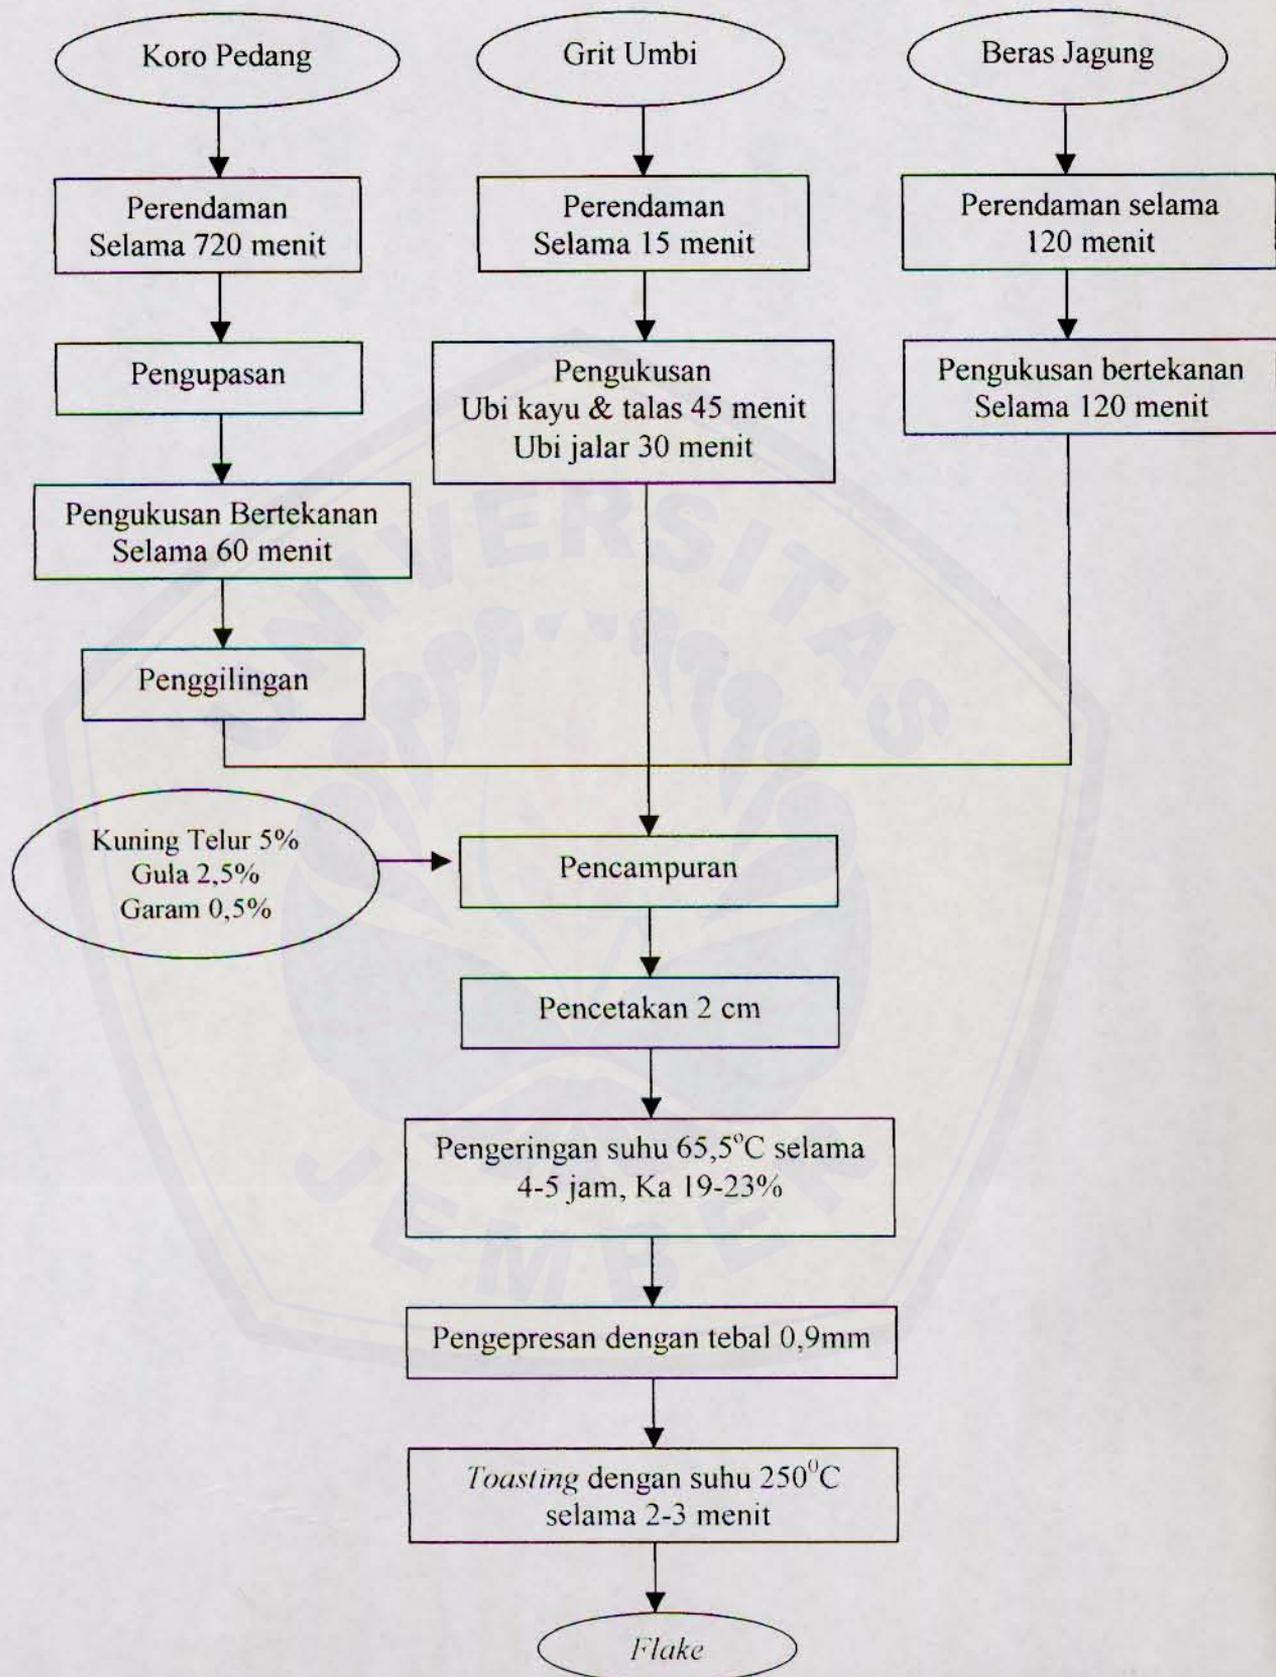 Koro Pedang
Grit Umbi
Beras Jagung
Perendaman
Selama 720 menit
Perendaman
Selama 15 menit
Perendaman selama
120 menit
Pengupasan
Pengukusan
Ubi kayu & talas 45 menit
Ubi jalar 30 menit
Pengukusan bertekanan
Selama 120 menit
Pengukusan Bertekanan
Selama 60 menit
Penggilingan
Kuning Telur 5%
Gula 2,5%
Garam 0,5%
Pencampuran
Pencetakan 2 cm
Pengeringan suhu 65,5°C selama
4-5 jam, Ka 19-23%
Pengepresan dengan tebal 0,9mm
Toasting dengan suhu 250°C
selama 2-3 menit
Flake
UNIVERSITAS
JEMBER